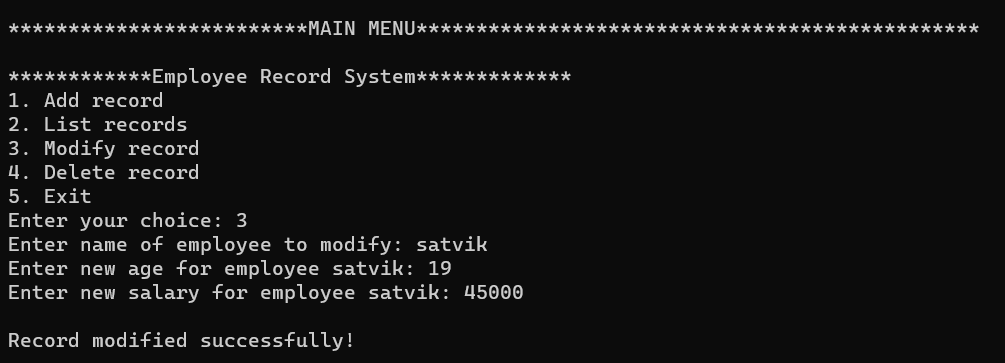 *************************MAIN MENU***********************************************
************Employee Record System*************
1. Add record
2. List records
3. Modify record
4. Delete record
5. Exit
Enter your choice: 3
Enter name of employee to modify: satvik
Enter new age for employee satvik: 19
Enter new salary for employee satvik: 45000
Record modified successfully!